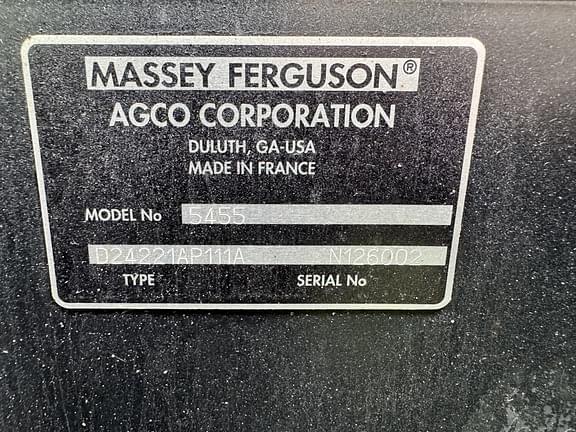 MASSEY FERGUSON®
AGCO CORPORATION
DULUTH, GA-USA
MADE IN FRANCE
MODEL No 5455
D24221AP111A N126002
TYPE SERIAL No